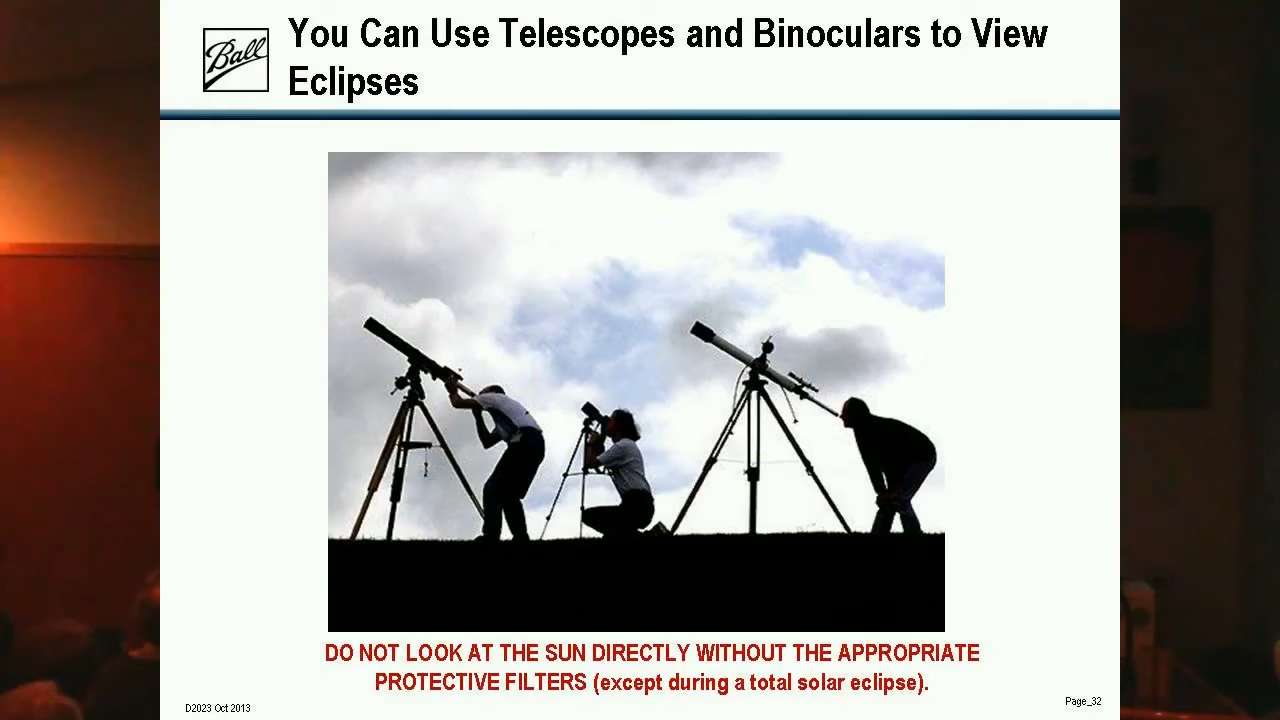 Ball
You Can Use Telescopes and Binoculars to View
Eclipses
DO NOT LOOK AT THE SUN DIRECTLY WITHOUT THE APPROPRIATE
PROTECTIVE FILTERS (except during a total solar eclipse).
D2023 Oct 2013
Page_32